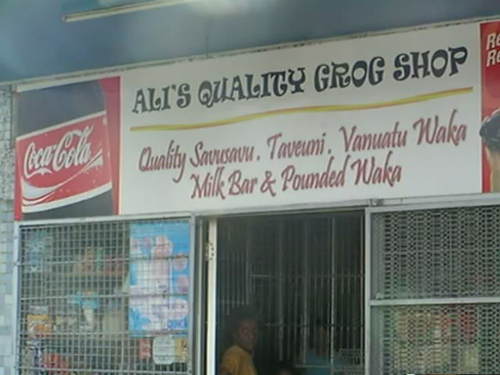 ALI'S QUALITY GROG SHOP
Coca-Cola
Quality Savusavu . Taveuni . Vanuatu Waka
Milk Bar & Pounded Waka